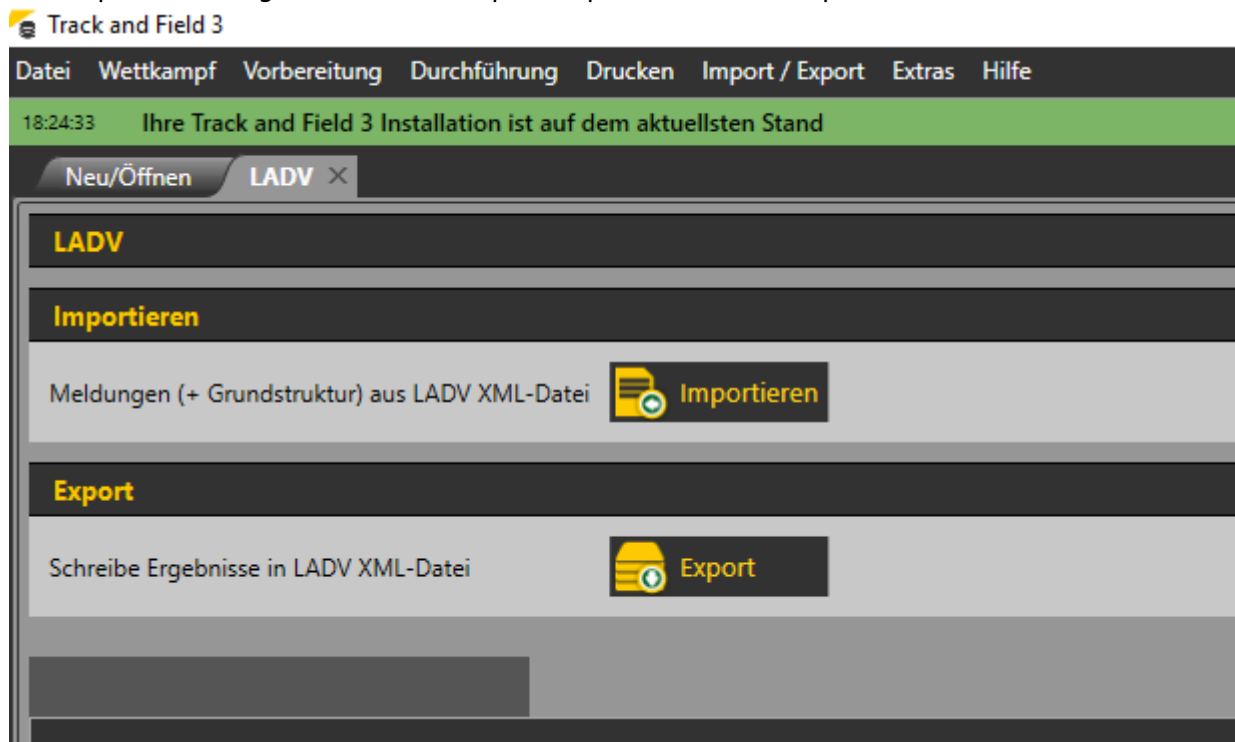 Track and Field 3
Datei Wettkampf Vorbereitung Durchführung Drucken Import / Export Extras Hilfe
18:24:33 Ihre Track and Field 3 Installation ist auf dem aktuellsten Stand
Neu/Öffnen LADV
LADV
Importieren
Meldungen (+ Grundstruktur) aus LADV XML-Datei Importieren
Export
Schreibe Ergebnisse in LADV XML-Datei Export